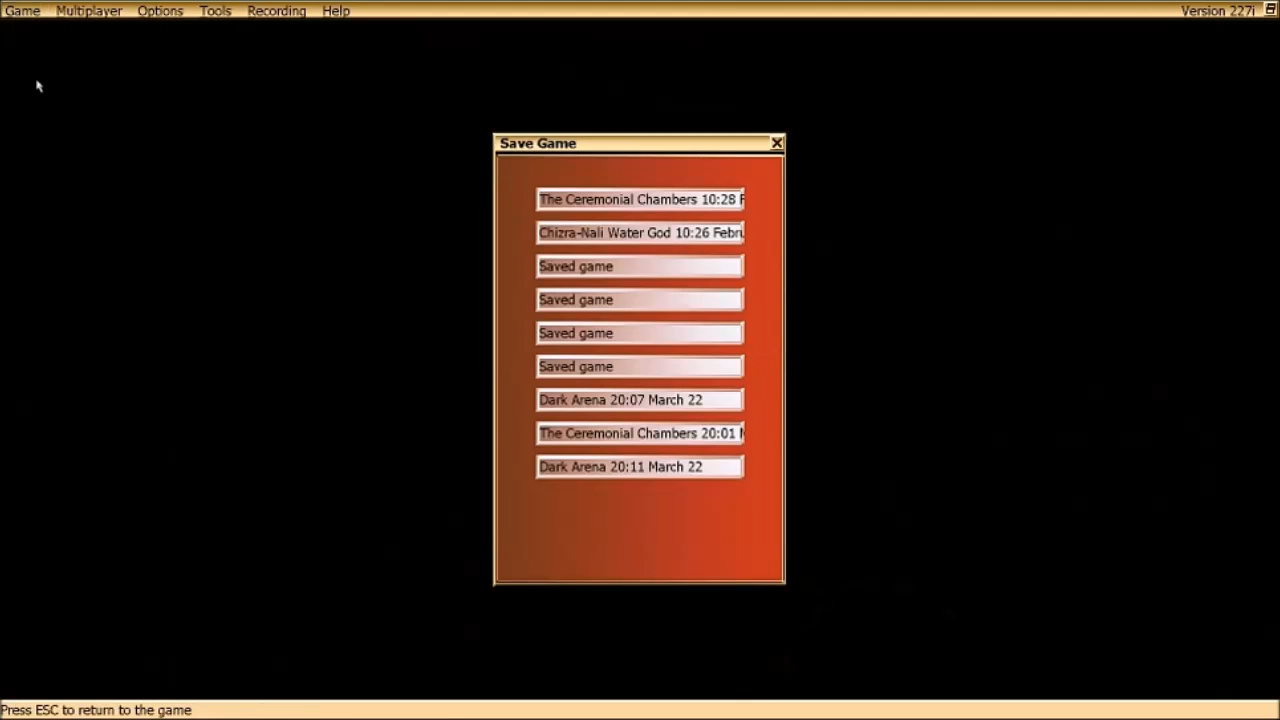 Game Multiplayer Options Tools Recording Help Version 227i
Save Game
The Ceremonial Chambers 10:28 F
Chizra-Nali Water God 10:26 Febru
Saved game
Saved game
Saved game
Saved game
Dark Arena 20:07 March 22
The Ceremonial Chambers 20:01 M
Dark Arena 20:11 March 22
Press ESC to return to the game